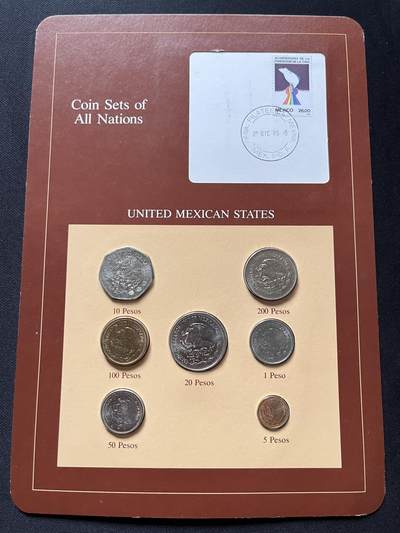 Coin Sets of
All Nations
MEXICO
UNITED MEXICAN STATES
10 Pesos
200 Pesos
100 Pesos
20 Pesos
1 Peso
50 Pesos
5 Pesos